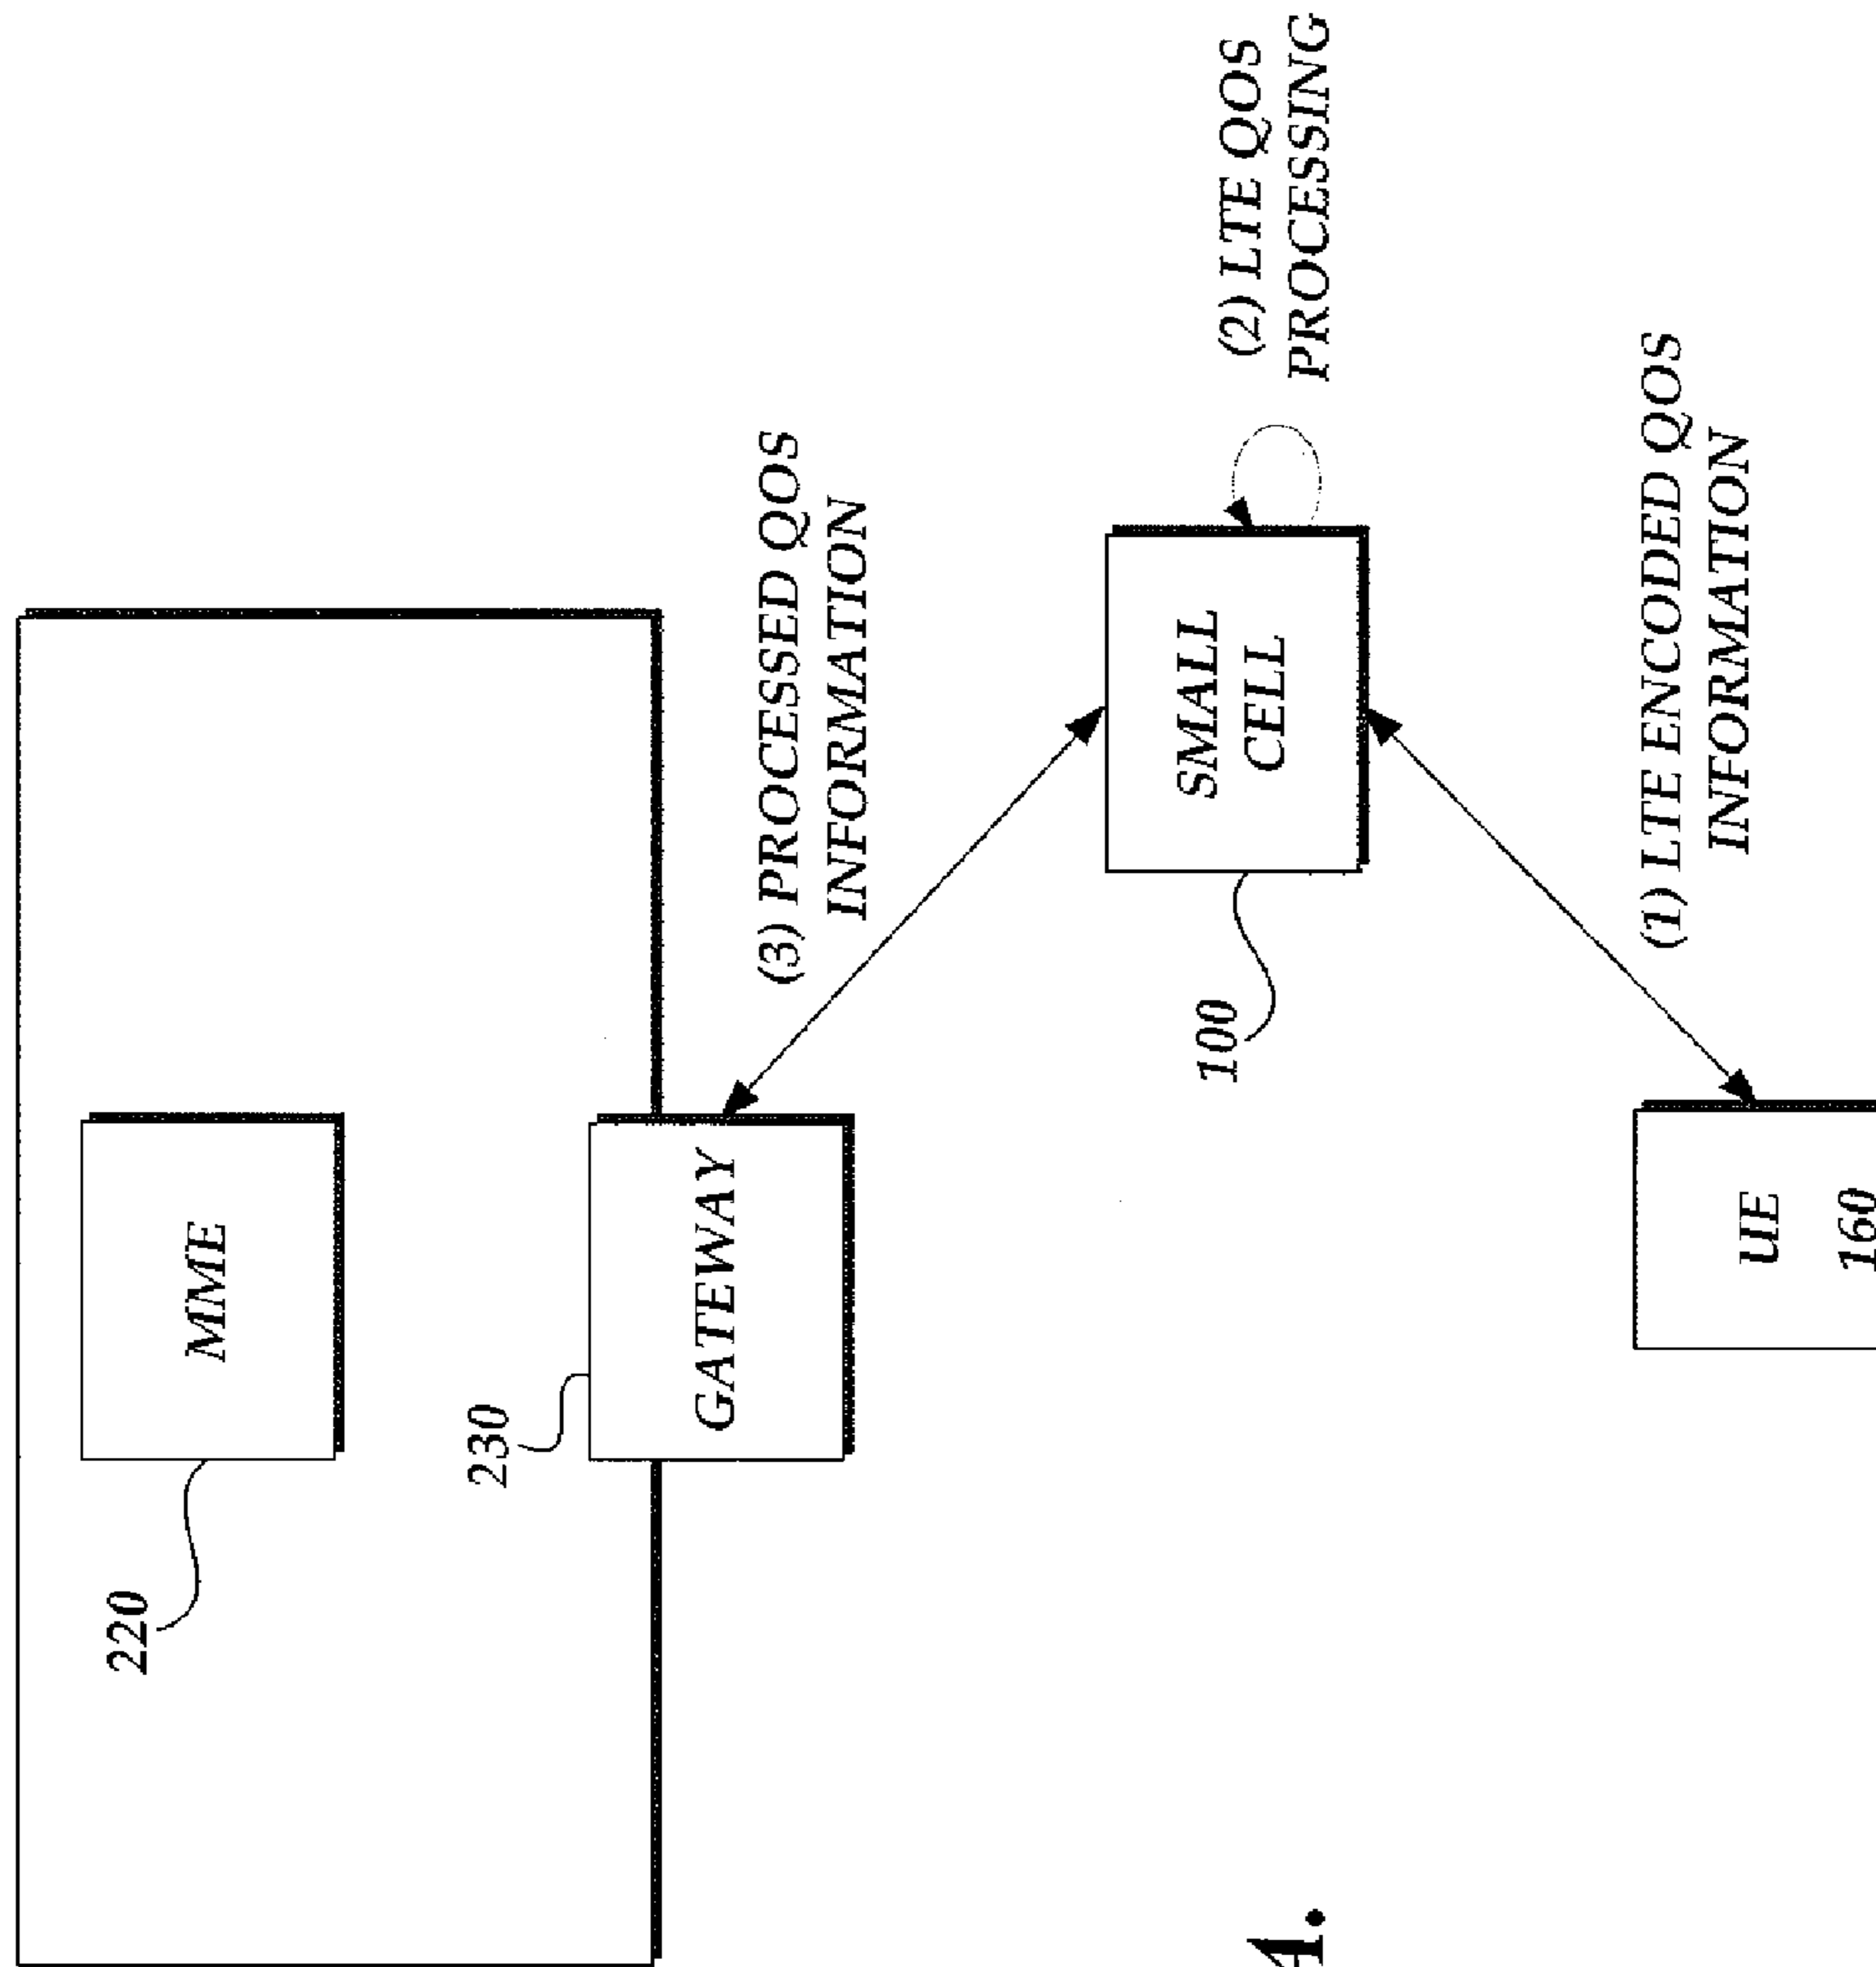 220
MME
230
GATEWAY
(3) PROCESSED QOS
INFORMATION
100
SMALL
CELL
(2) LTE QOS
PROCESSING
(1) LTE ENCODED QOS
INFORMATION
UE
160
4.